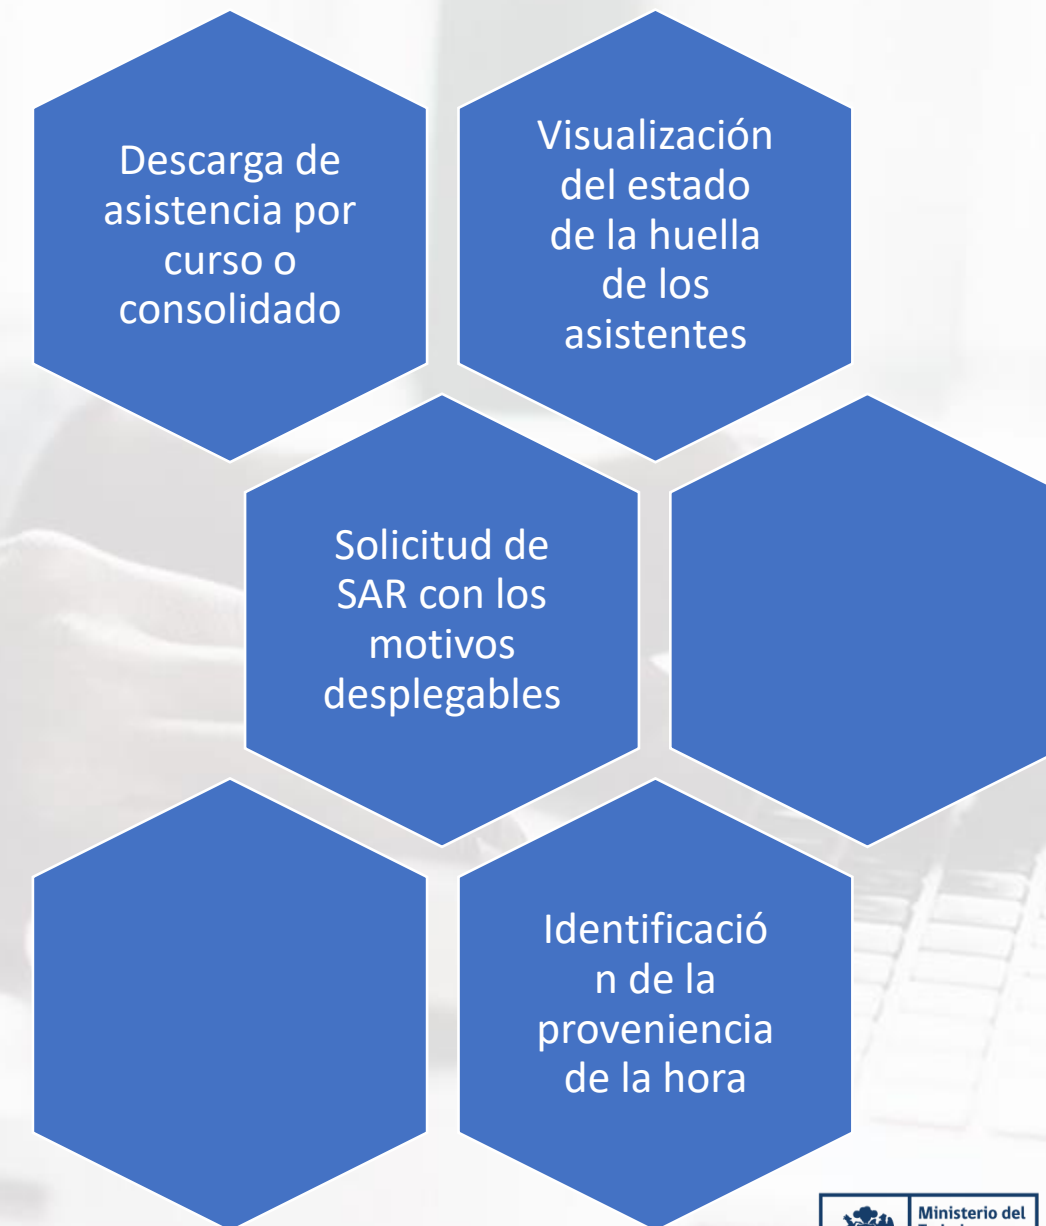 Descarga de
asistencia por
curso o
consolidado
Visualización
del estado
de la huella
de los
asistentes
Solicitud de
SAR con los
motivos
desplegables
Identificació
n de la
proveniencia
de la hora
Ministerio del